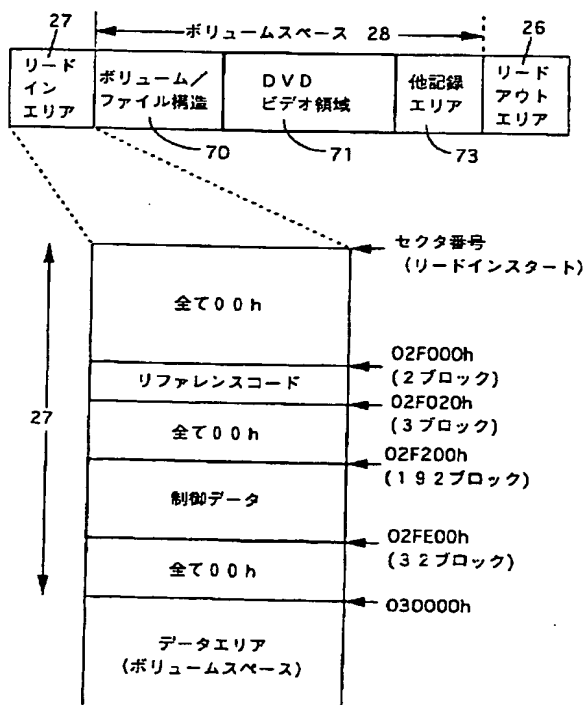 27
ボリュームスペース 28
26
リード
イン
エリア
ボリューム/
ファイル構造
DVD
ビデオ領域
他記録
エリア
リード
アウト
エリア
70
71
73
セクタ番号
(リードインスタート)
全て00h
02F000h
(2ブロック)
リファレンスコード
02F020h
(3ブロック)
27
全て00h
02F200h
(192ブロック)
制御データ
02FE00h
(32ブロック)
全て00h
030000h
データエリア
(ボリュームスペース)